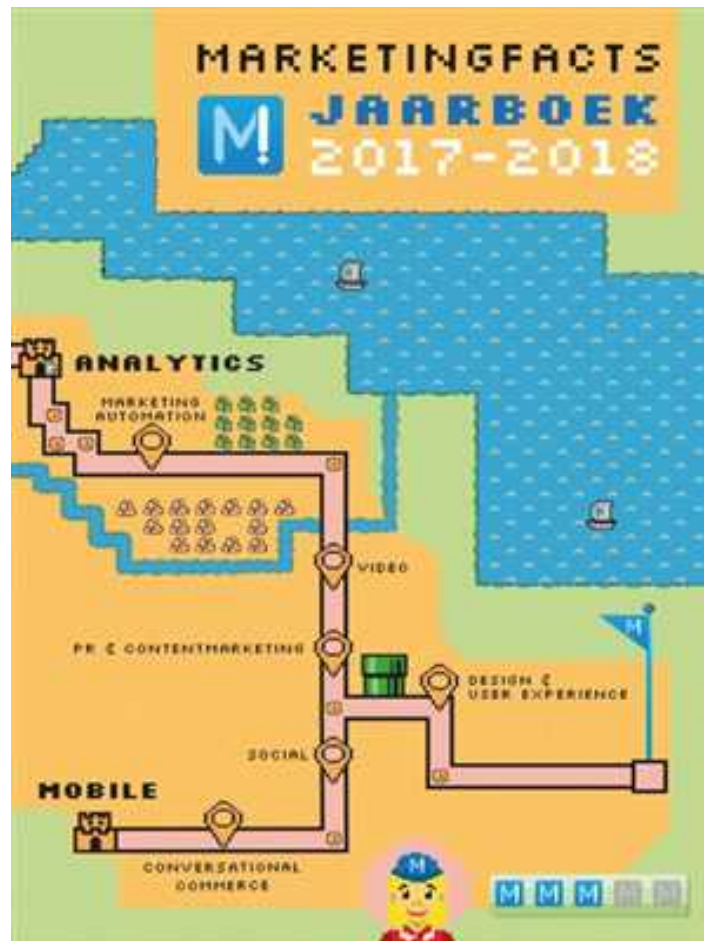 MARKETINGFACTS
M! JAARBOEK
2017-2018
ANALYTICS
MARKETING
AUTOMATION
VIDEO
PR & CONTENTMARKETING
M
DESIGN &
USER EXPERIENCE
SOCIAL
MOBILE
CONVERSATIONAL
COMMERCE
M
M M M M M